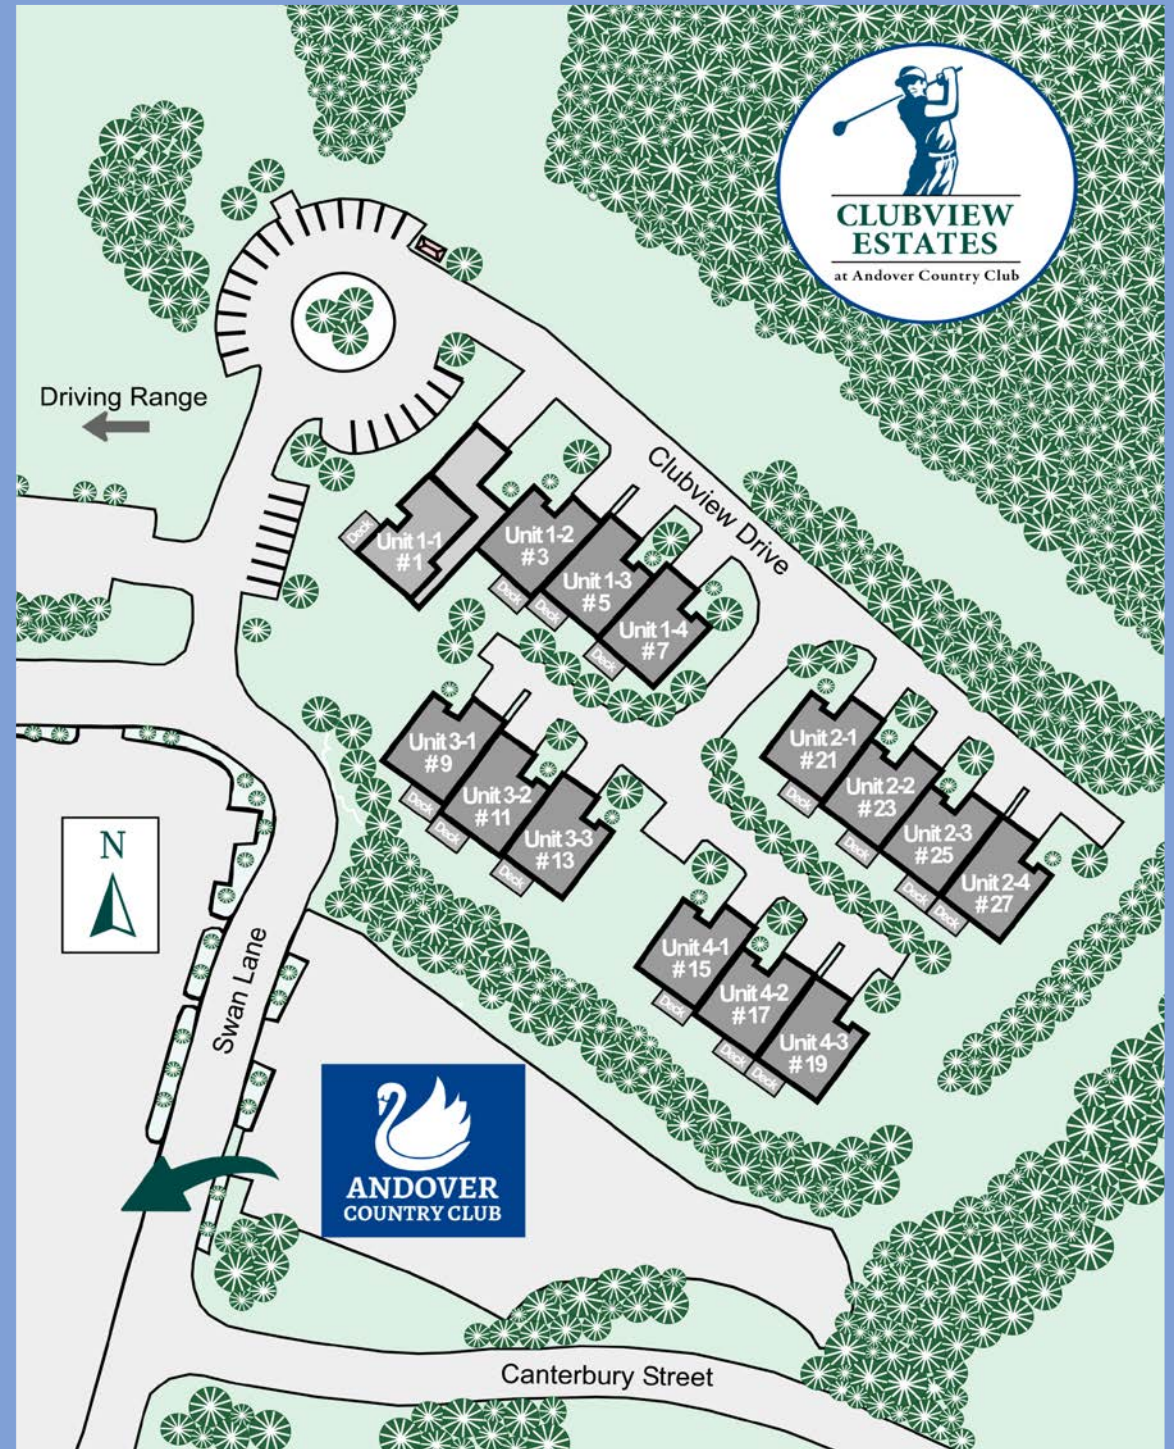 CLUBVIEW
ESTATES
at Andover Country Club
Driving Range
Clubview Drive
Deck
Unit 1-1
#1
Unit 1-2
#3
Deck
Unit 1-3
#5
Deck
Unit 1-4
#7
Deck
Unit 3-1
#9
Deck
Unit 3-2
#11
Deck
Unit 3-3
#13
Deck
Unit 2-1
#21
Deck
Unit 2-2
#23
Deck
Unit 2-3
#25
Deck
Unit 2-4
#27
Deck
Unit 4-1
#15
Deck
Unit 4-2
#17
Deck
Unit 4-3
#19
Deck
N
Swan Lane
ANDOVER
COUNTRY CLUB
Canterbury Street